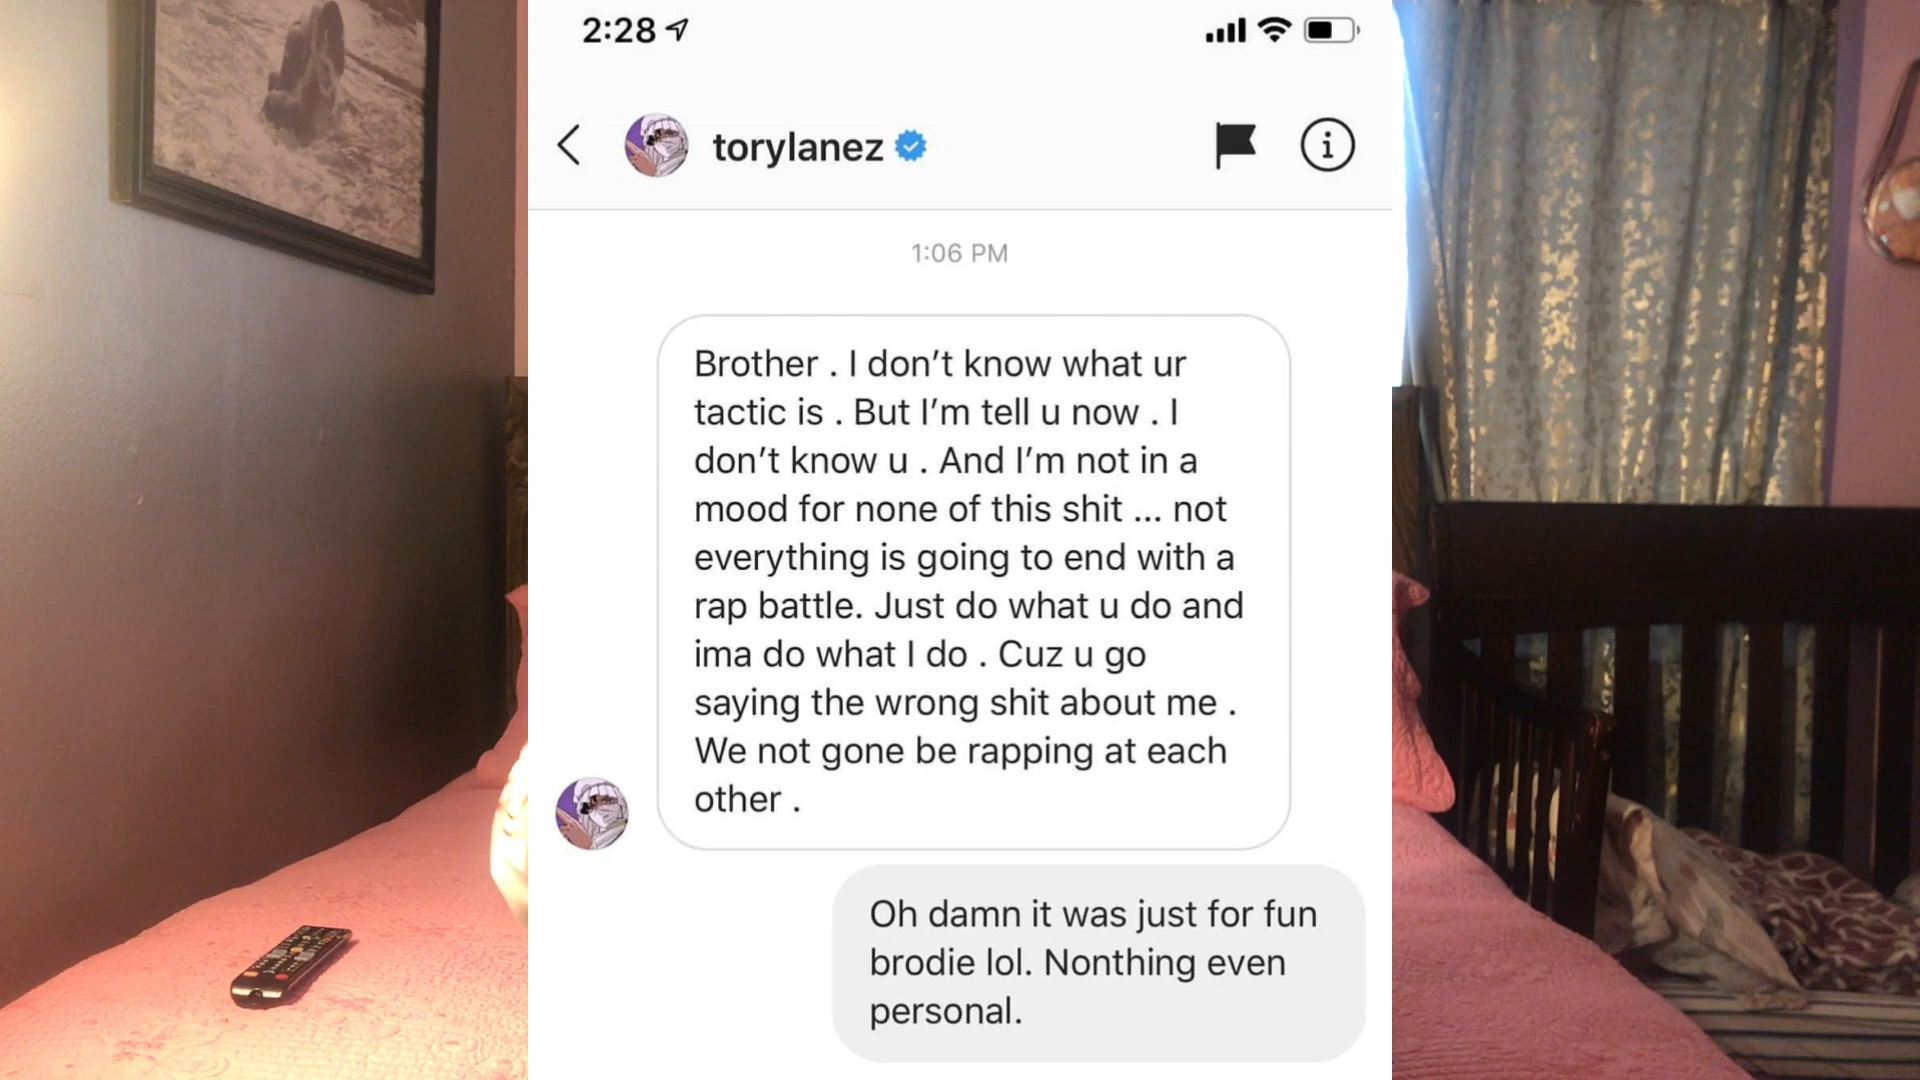 2:28
torylanez
1:06 PM
Brother . I don’t know what ur
tactic is . But I’m tell u now . I
don’t know u . And I’m not in a
mood for none of this shit ... not
everything is going to end with a
rap battle. Just do what u do and
ima do what I do . Cuz u go
saying the wrong shit about me .
We not gone be rapping at each
other .
Oh damn it was just for fun
brodie lol. Nonthing even
personal.